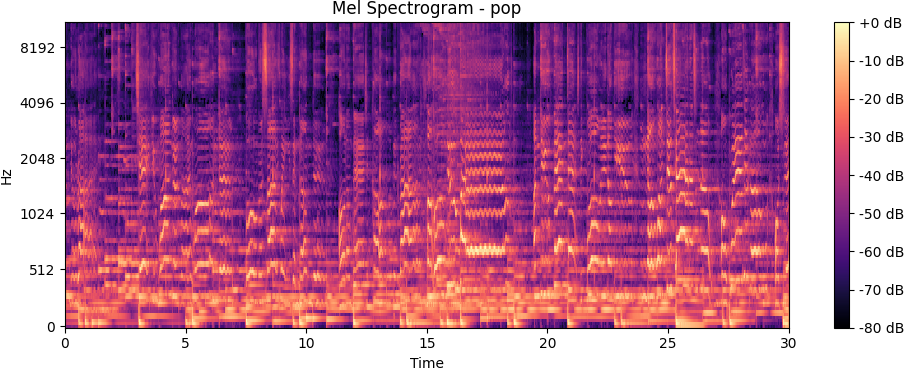 Mel Spectrogram - pop
8192
4096
2048
1024
512
0
Hz
0 5 10 15 20 25 30
Time
+0 dB
-10 dB
-20 dB
-30 dB
-40 dB
-50 dB
-60 dB
-70 dB
-80 dB